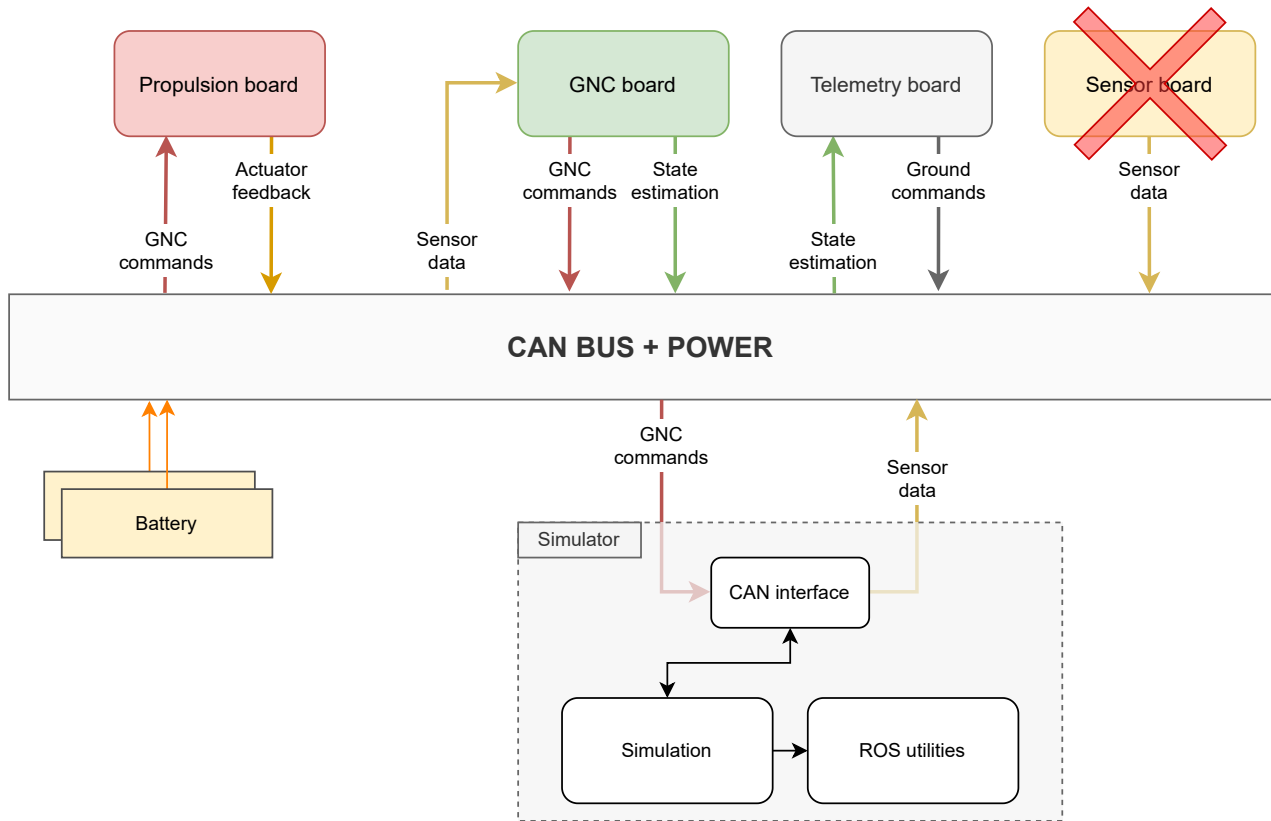 Propulsion board
GNC board
Telemetry board
Sensor board
Actuator
feedback
GNC
commands
State
estimation
Ground
commands
Sensor
data
GNC
commands
Sensor
data
State
estimation
CAN BUS + POWER
GNC
commands
Sensor
data
Battery
Simulator
CAN interface
Simulation
ROS utilities